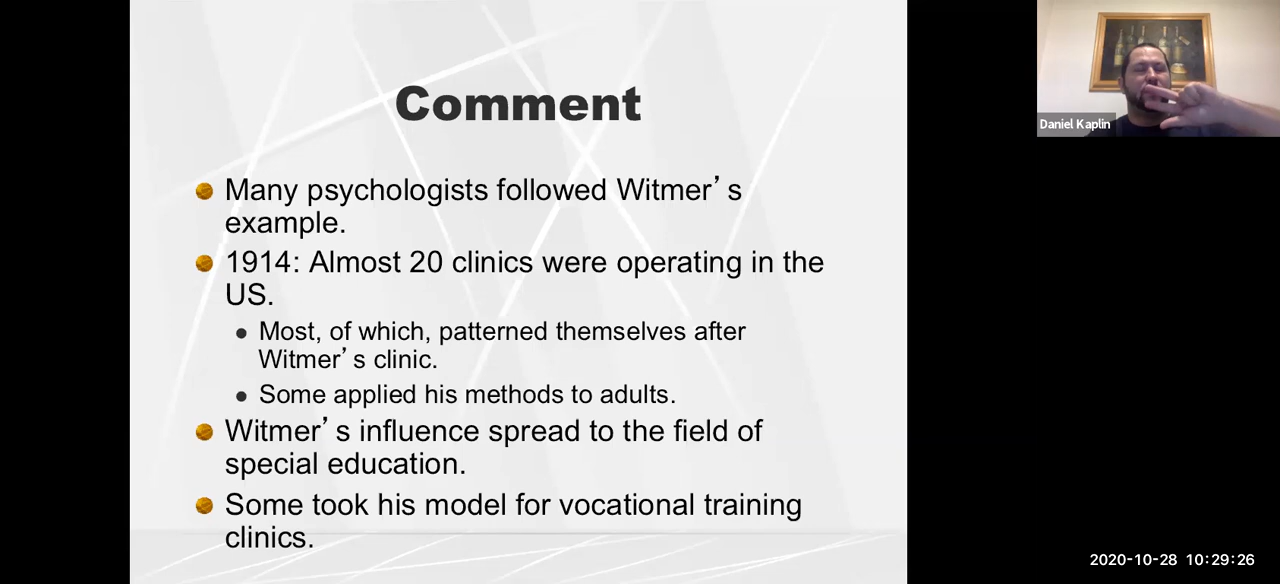 Comment
Many psychologists followed Witmer’s
example.
1914: Almost 20 clinics were operating in the
US.
Most, of which, patterned themselves after
Witmer’s clinic.
Some applied his methods to adults.
Witmer’s influence spread to the field of
special education.
Some took his model for vocational training
clinics.
Daniel Kaplin
2020-10-28 10:29:26